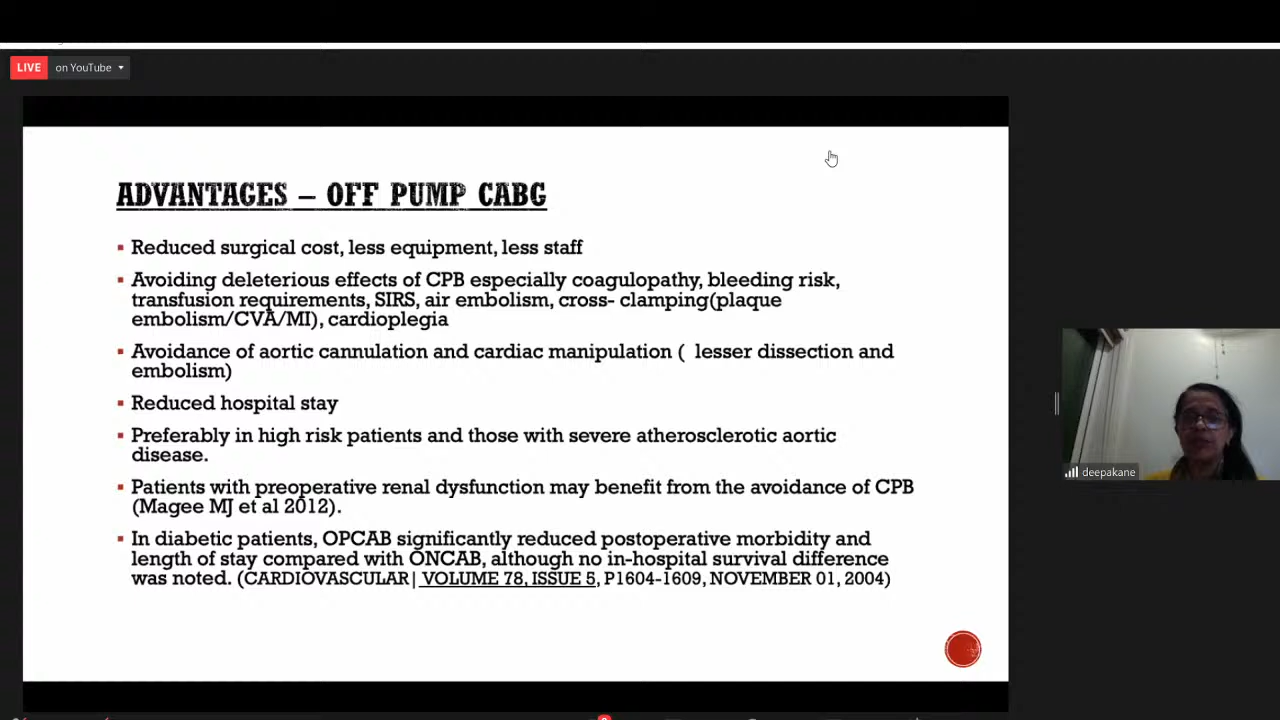 LIVE on YouTube
ADVANTAGES – OFF PUMP CABG
▪ Reduced surgical cost, less equipment, less staff
▪ Avoiding deleterious effects of CPB especially coagulopathy, bleeding risk,
transfusion requirements, SIRS, air embolism, cross- clamping(plaque
embolism/CVA/MI), cardioplegia
▪ Avoidance of aortic cannulation and cardiac manipulation ( lesser dissection and
embolism)
▪ Reduced hospital stay
▪ Preferably in high risk patients and those with severe atherosclerotic aortic
disease.
▪ Patients with preoperative renal dysfunction may benefit from the avoidance of CPB
(Magee MJ et al 2012).
▪ In diabetic patients, OPCAB significantly reduced postoperative morbidity and
length of stay compared with ONCAB, although no in-hospital survival difference
was noted. (CARDIOVASCULAR| VOLUME 78, ISSUE 5, P1604-1609, NOVEMBER 01, 2004)
deepakane